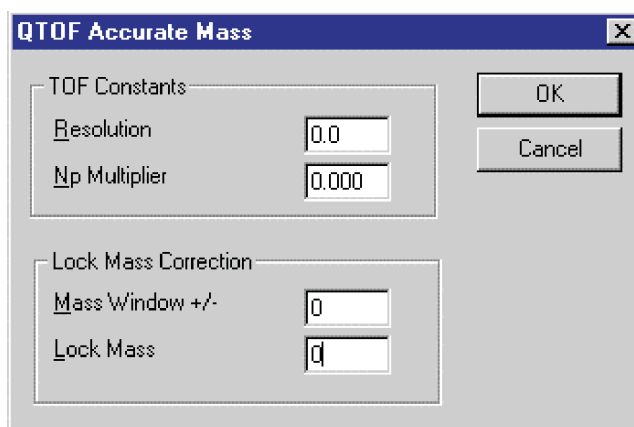 QTOF Accurate Mass
TOF Constants
Resolution 0.0
Np Multiplier 0.000
OK
Cancel
Lock Mass Correction
Mass Window +/- 0
Lock Mass 0